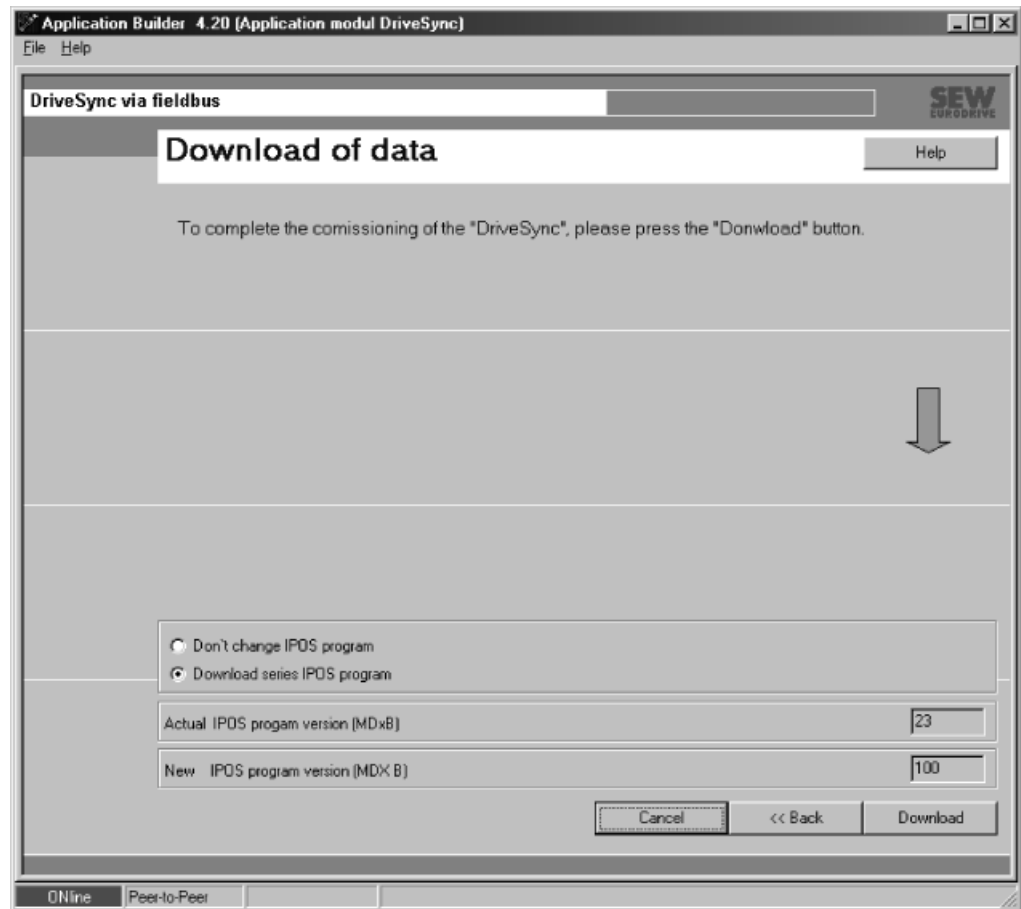 Application Builder 4.20 (Application modul DriveSync)
File Help
DriveSync via fieldbus
SEW
EURODRIVE
Download of data
Help
To complete the comissioning of the "DriveSync", please press the "Donwload" button.
Don't change IPOS program
Download series IPOS program
Actual IPOS progam version (MDxB)
23
New IPOS program version (MDX B)
100
Cancel << Back Download
ONline Peer-to-Peer